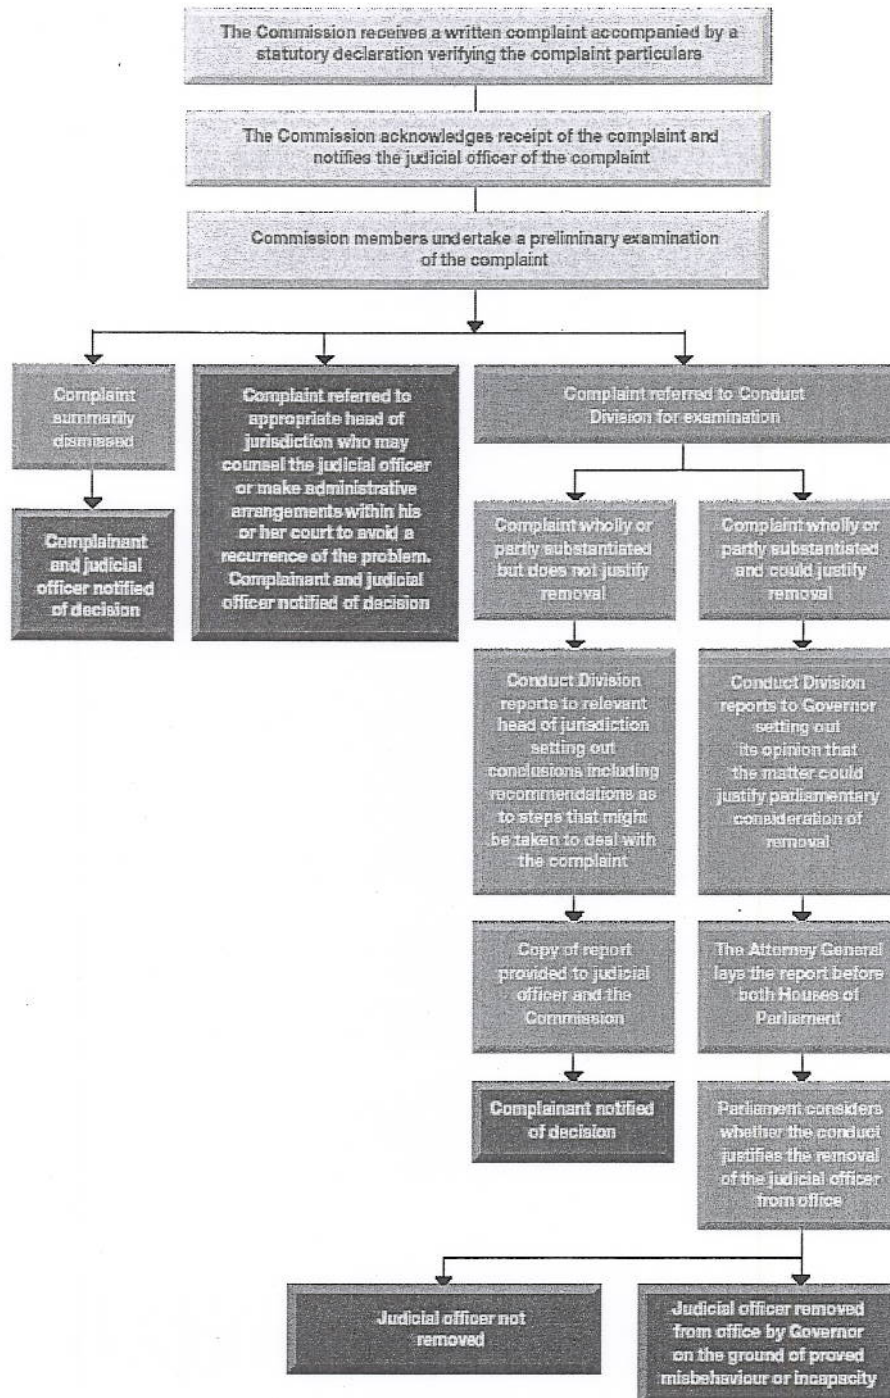 The Commission receives a written complaint accompanied by a
statutory declaration verifying the complaint particulars
The Commission acknowledges receipt of the complaint and
notifies the judicial officer of the complaint
Commission members undertake a preliminary examination
of the complaint
Complaint
summarily
dismissed
Complainant
and judicial
officer notified
of decision
Complaint referred to
appropriate head of
jurisdiction who may
counsel the judicial officer
or make administrative
arrangements within his
or her court to avoid a
recurrence of the problem.
Complainant and judicial
officer notified of decision
Complaint referred to Conduct
Division for examination
Complaint wholly or
partly substantiated
but does not justify
removal
Conduct Division
reports to relevant
head of jurisdiction
setting out
conclusions including
recommendations as
to steps that might
be taken to deal with
the complaint
Copy of report
provided to judicial
officer and the
Commission
Complainant notified
of decision
Complaint wholly or
partly substantiated
and could justify
removal
Conduct Division
reports to Governor
setting out
its opinion that
the matter could
justify parliamentary
consideration of
removal
The Attorney General
lays the report before
both Houses of
Parliament
Parliament considers
whether the conduct
justifies the removal
of the judicial officer
from office
Judicial officer not
removed
Judicial officer removed
from office by Governor
on the ground of proved
misbehaviour or incapacity